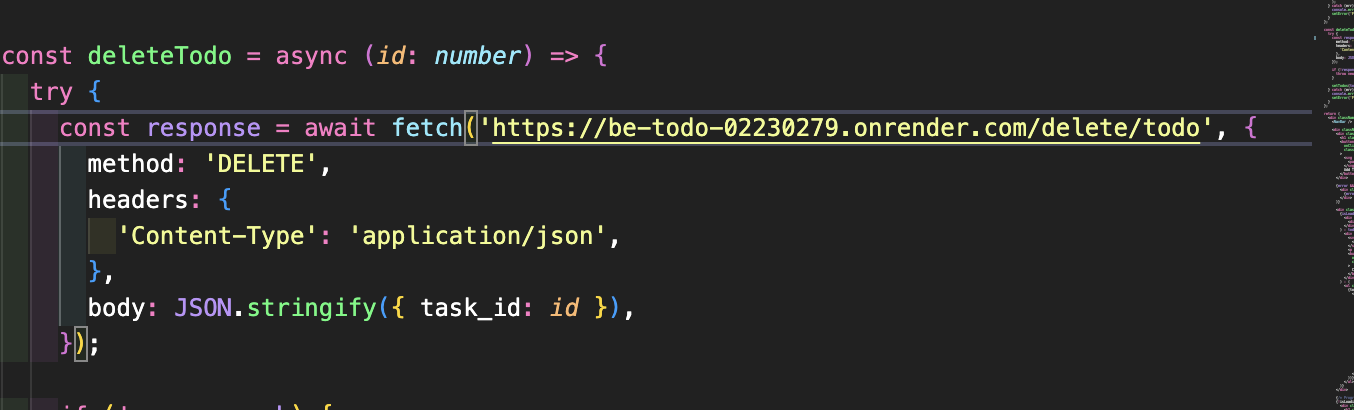 const deleteTodo = async (id: number) => {
try {
const response = await fetch('https://be-todo-02230279.onrender.com/delete/todo', {
method: 'DELETE',
headers: {
'Content-Type': 'application/json',
},
body: JSON.stringify({ task_id: id }),
});